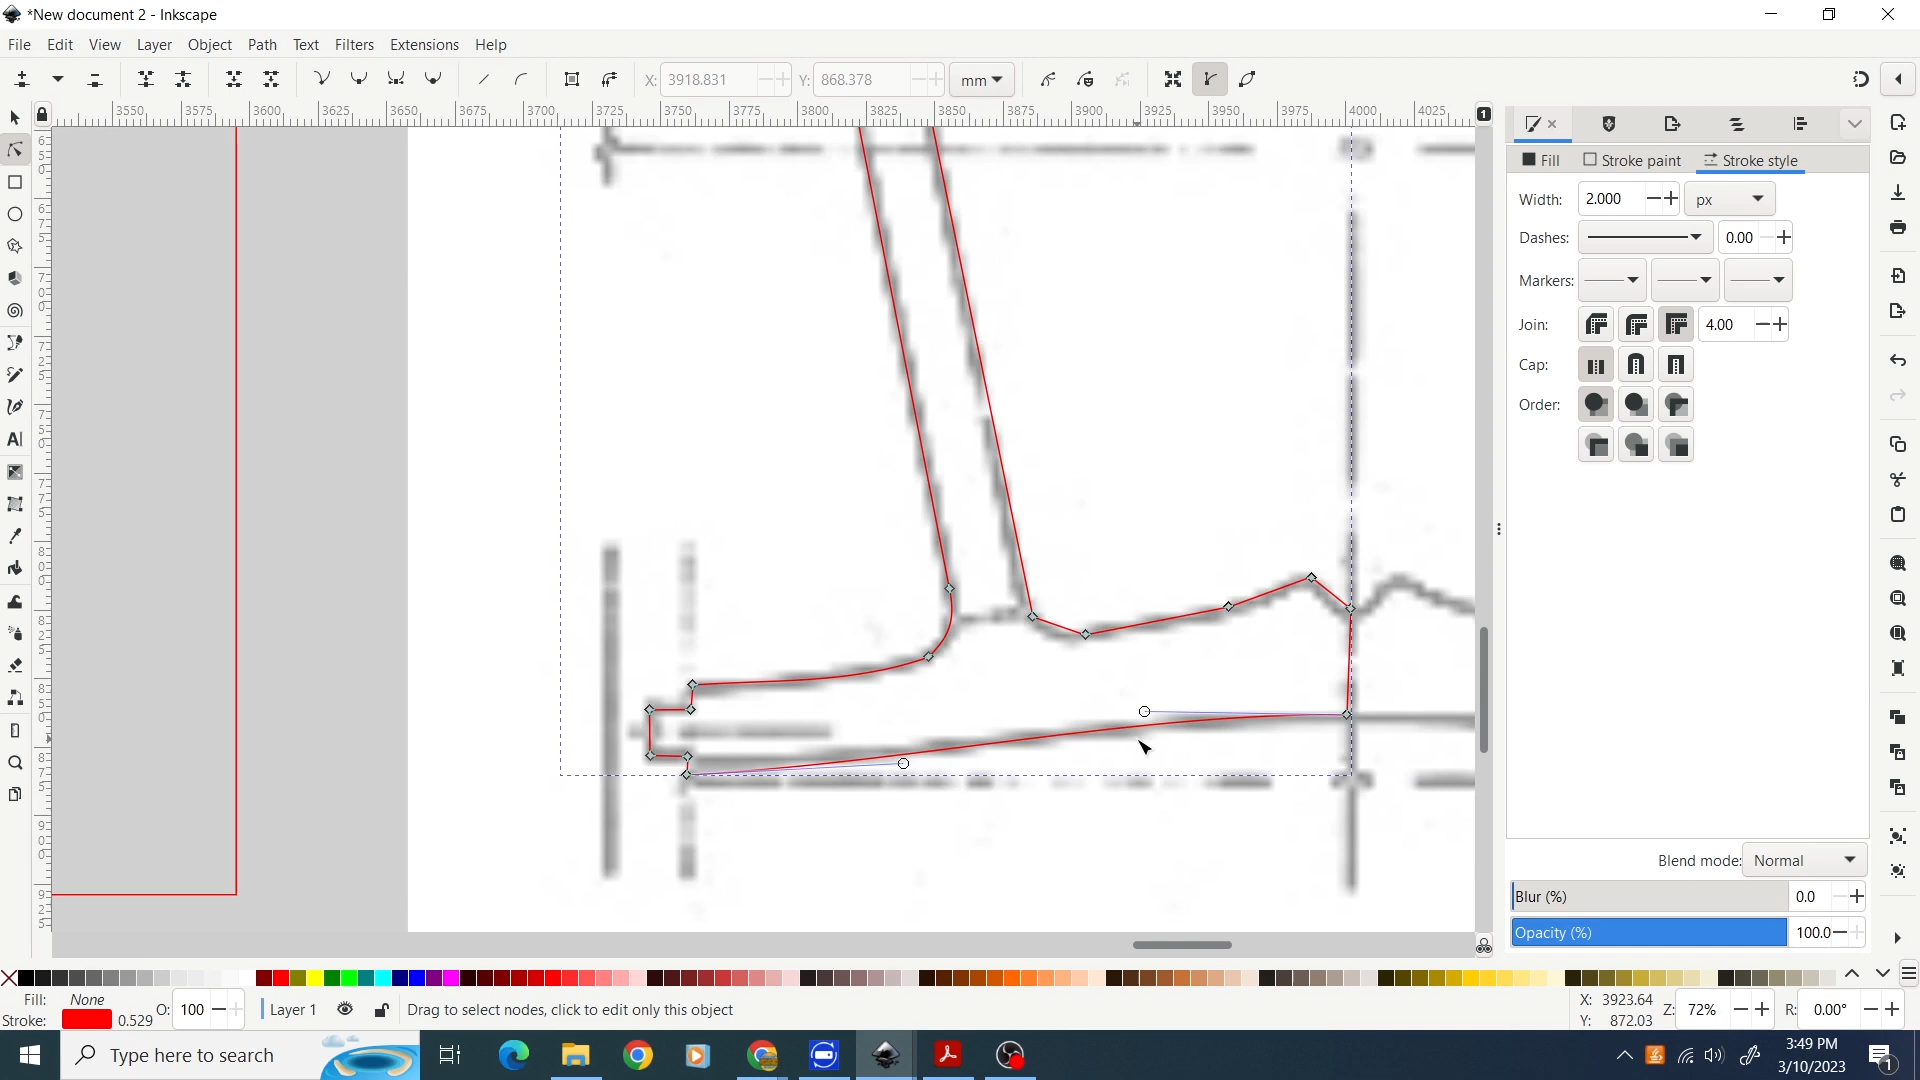 *New document 2 - Inkscape
File Edit View Layer Object Path Text Filters Extensions Help
X: 3918.831 Y: 868.378 mm
3550 3575 3600 3625 3650 3675 3700 3725 3750 3775 3800 3825 3850 3875 3900 3925 3950 3975 4000 4025
1
Fill Stroke paint Stroke style
Width: 2.000 px
Dashes: 0.00
Markers:
Join: 4.00
Cap:
Order:
Blend mode: Normal
Blur (%) 0.0
Opacity (%) 100.0
Fill: None
Stroke: 0.529
O: 100
Layer 1
Drag to select nodes, click to edit only this object
X: 3923.64
Y: 872.03
Z: 72%
R: 0.00°
Type here to search
3:49 PM
3/10/2023
1